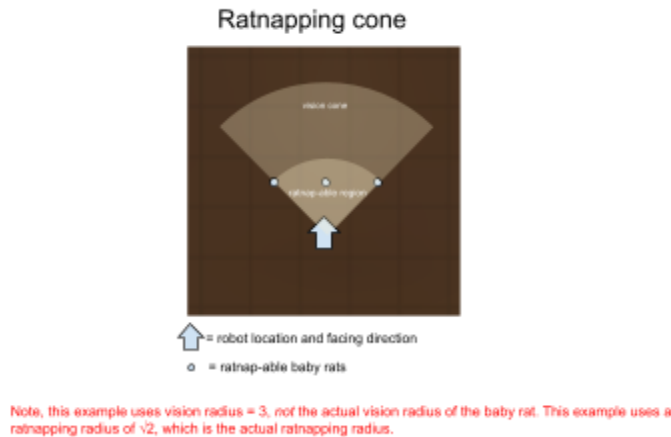 Ratnapping cone
vision cone
ratnap-able region
= robot location and facing direction
= ratnap-able baby rats
Note, this example uses vision radius = 3, not the actual vision radius of the baby rat. This example uses a
ratnapping radius of √2, which is the actual ratnapping radius.